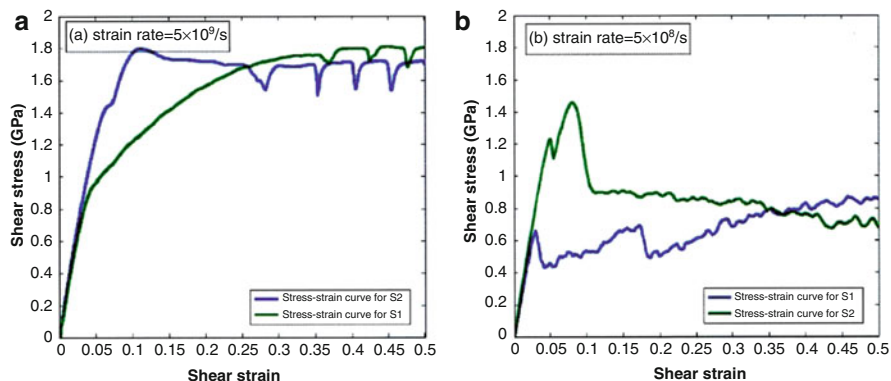 a
(a) strain rate=5×10⁹/s
Shear stress (GPa)
2
1.8
1.6
1.4
1.2
1
0.8
0.6
0.4
0.2
0
0 0.05 0.1 0.15 0.2 0.25 0.3 0.35 0.4 0.45 0.5
Shear strain
Stress-strain curve for S2
Stress-strain curve for S1
b
(b) strain rate=5×10⁸/s
Shear stress (GPa)
2
1.8
1.6
1.4
1.2
1
0.8
0.6
0.4
0.2
0
0 0.05 0.1 0.15 0.2 0.25 0.3 0.35 0.4 0.45 0.5
Shear strain
Stress-strain curve for S1
Stress-strain curve for S2